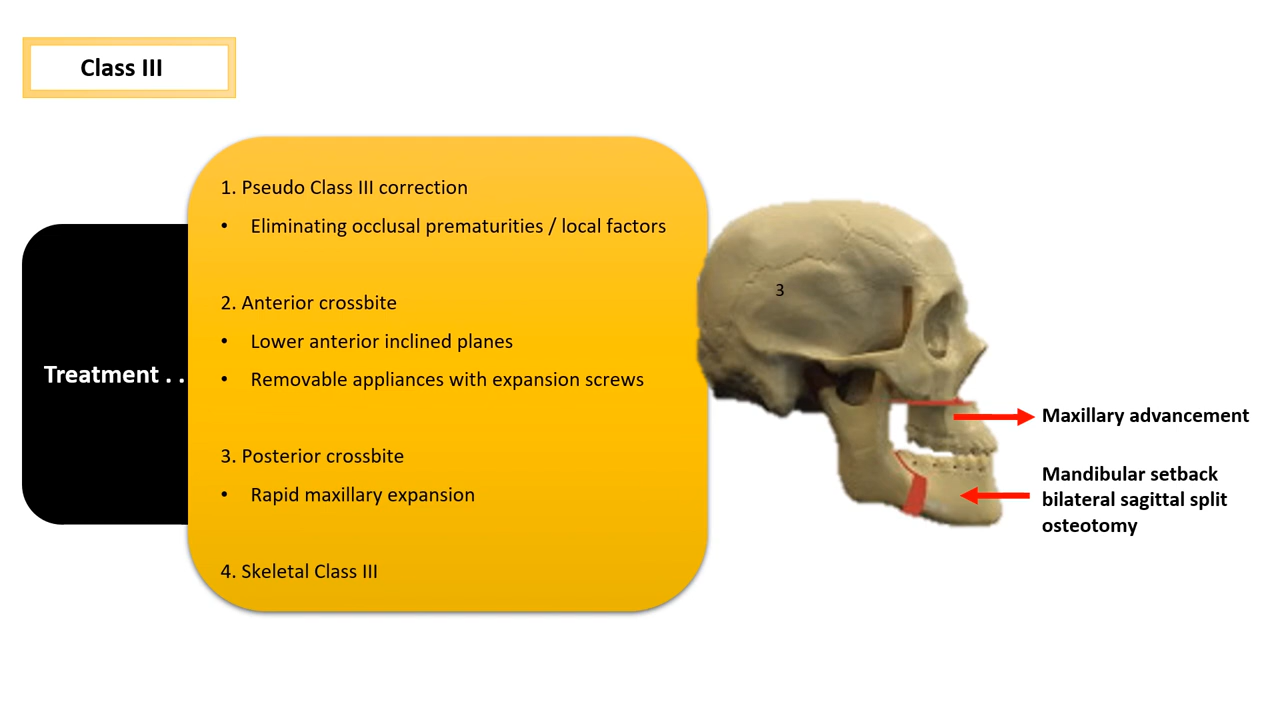 Class III
Treatment . .
1. Pseudo Class III correction
• Eliminating occlusal prematurities / local factors
2. Anterior crossbite
• Lower anterior inclined planes
• Removable appliances with expansion screws
3. Posterior crossbite
• Rapid maxillary expansion
4. Skeletal Class III
3
Maxillary advancement
Mandibular setback
bilateral sagittal split
osteotomy